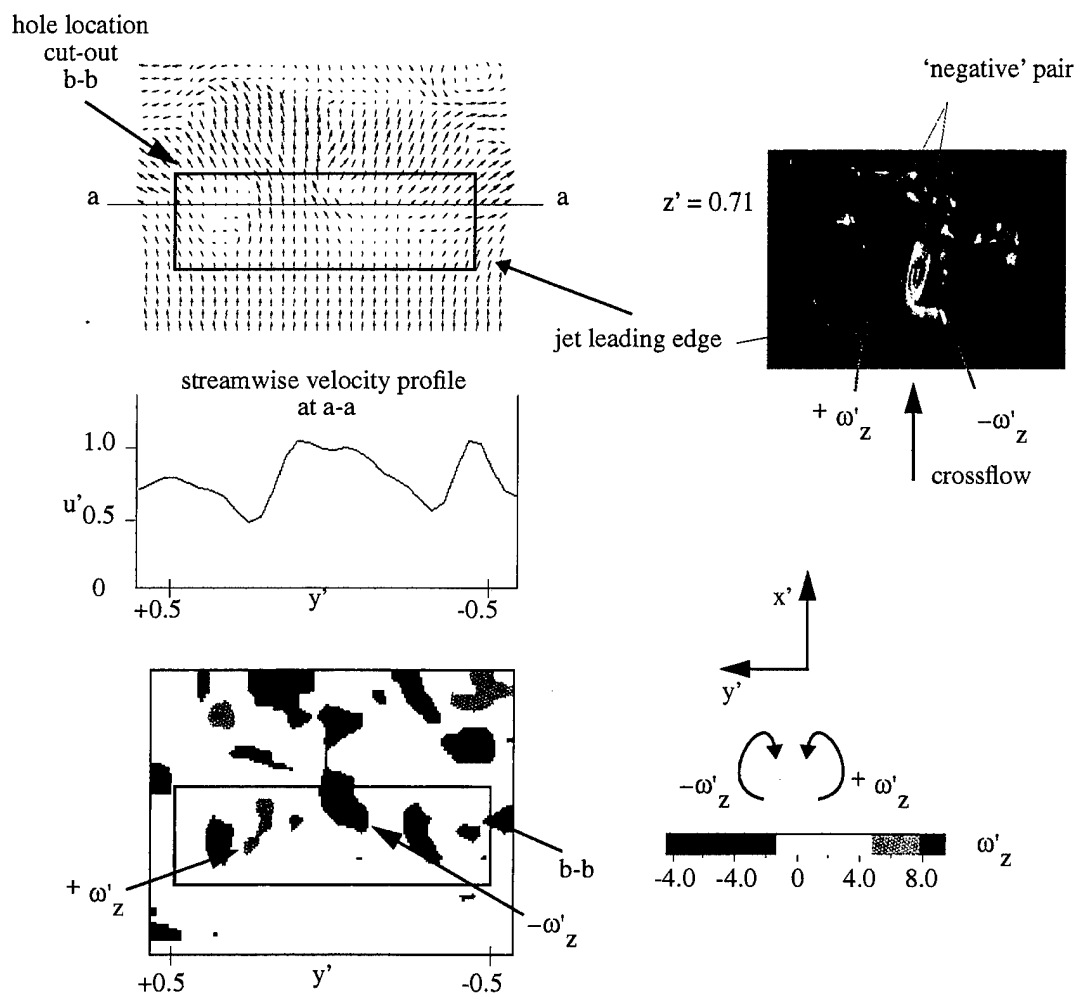 hole location
cut-out
b-b
a
a
'negative' pair
z' = 0.71
jet leading edge
+ ω'z
−ω'z
crossflow
streamwise velocity profile
at a-a
1.0
u'
0.5
0
+0.5
y'
-0.5
x'
y'
−ω'z
+ ω'z
ω'z
-4.0
-4.0
0
4.0
8.0
+ ω'z
b-b
−ω'z
+0.5
y'
-0.5